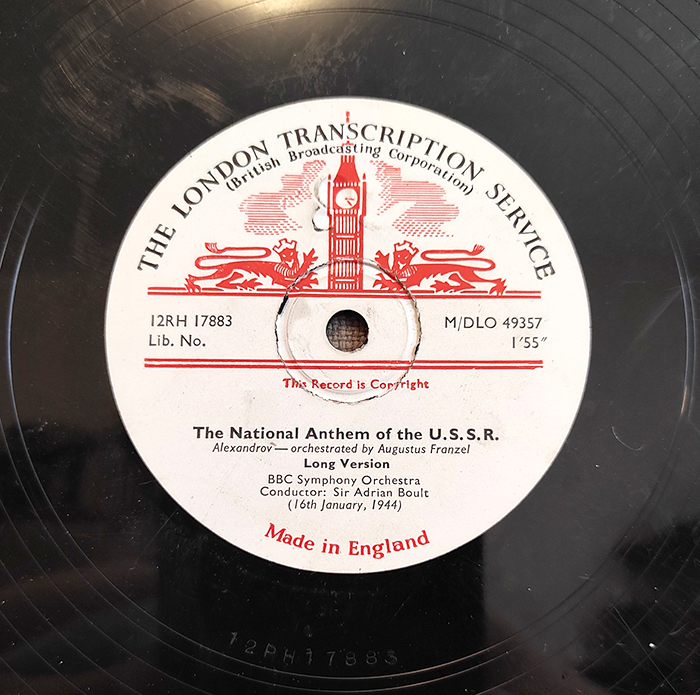 THE LONDON TRANSCRIPTION SERVICE
(British Broadcasting Corporation)
12RH 17883
M/DLO 49357
Lib. No.
1′55″
This Record is Copyright
The National Anthem of the U.S.S.R.
Alexandrov — orchestrated by Augustus Franzel
Long Version
BBC Symphony Orchestra
Conductor: Sir Adrian Boult
(16th January, 1944)
Made in England
12PH17883